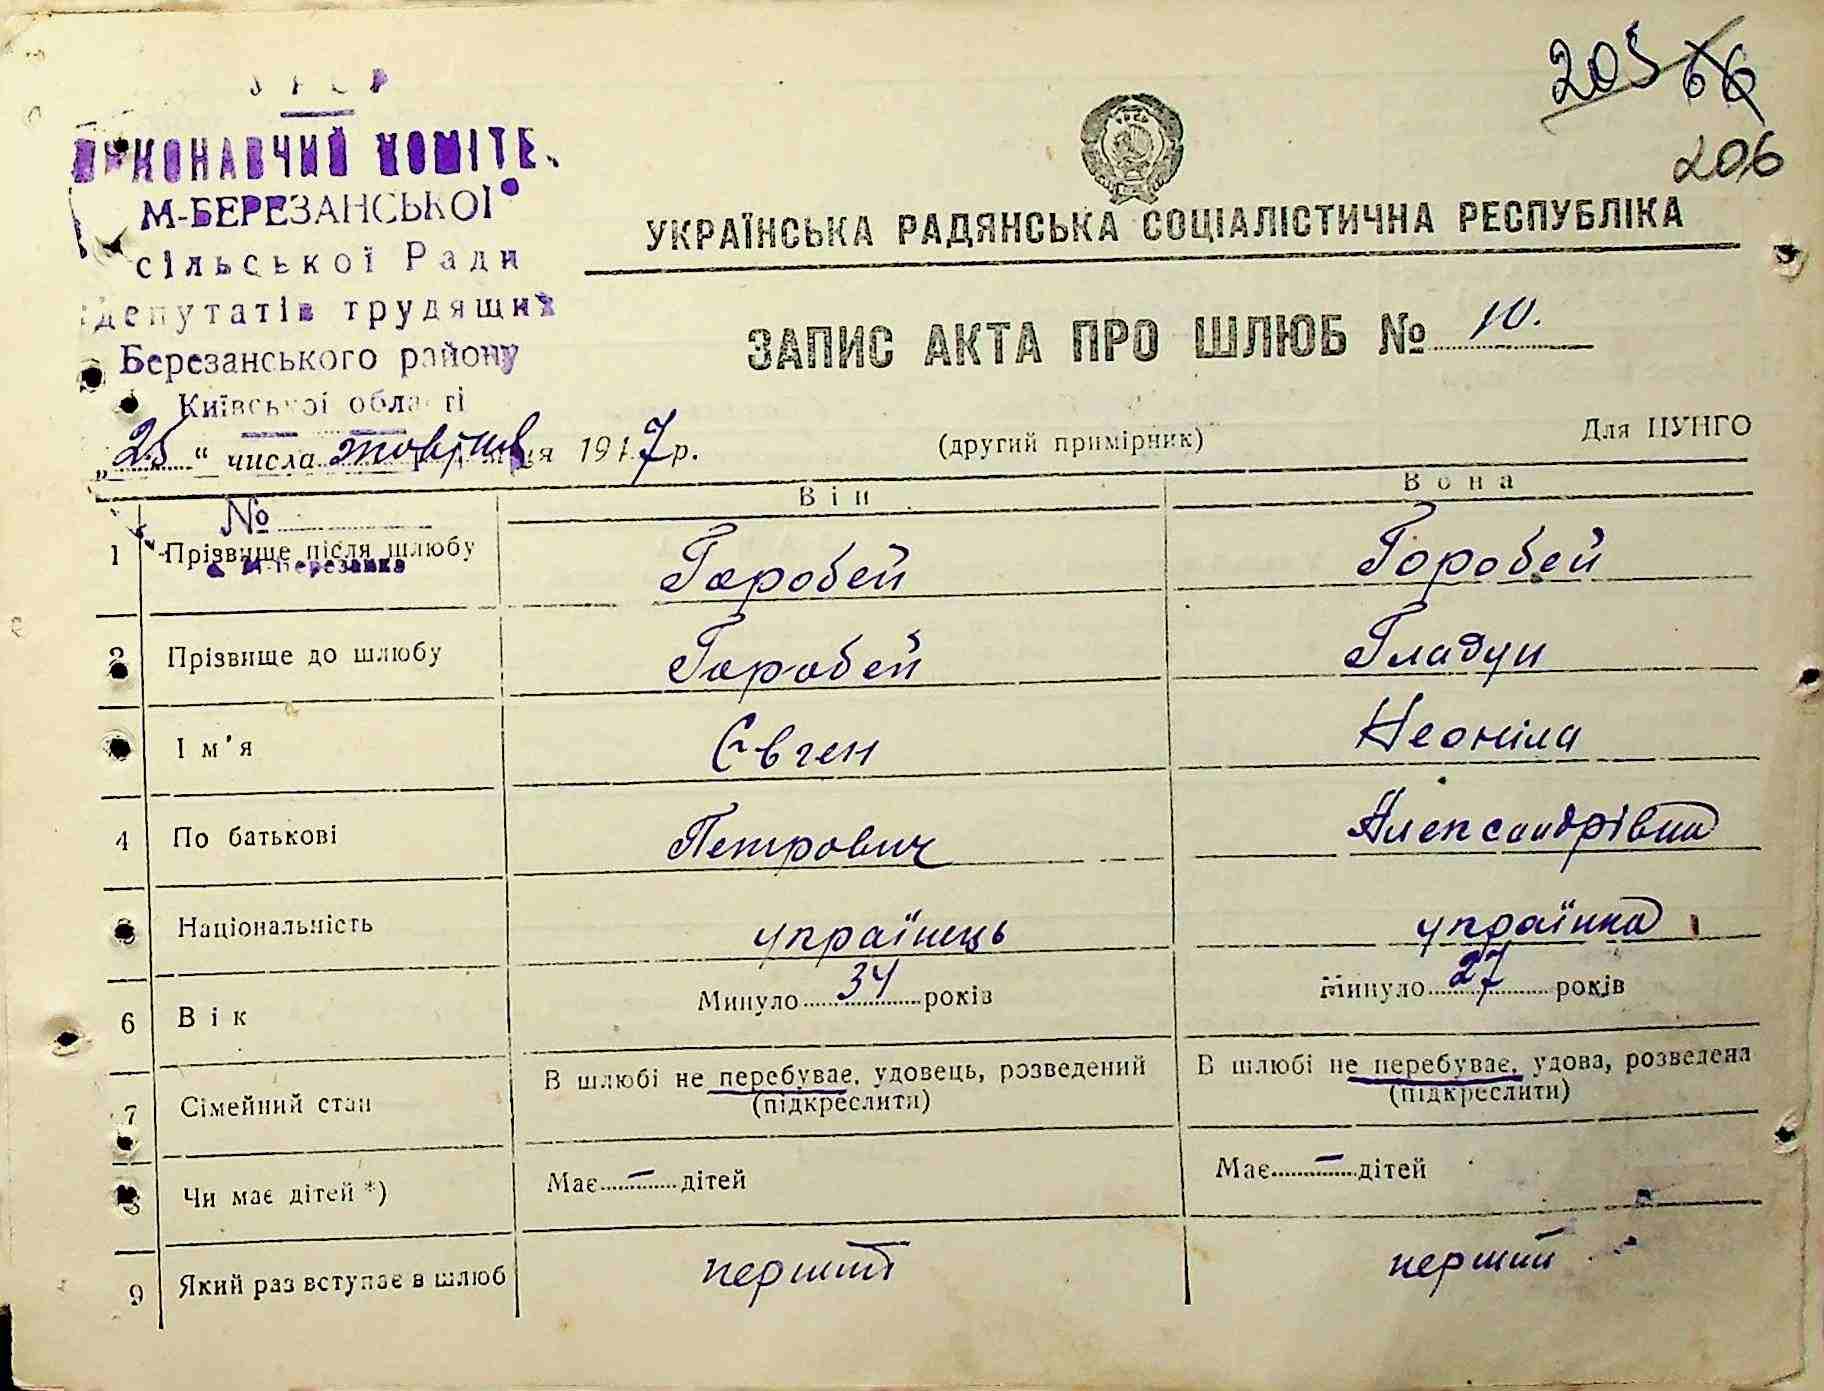 205 66
206
УРСР
ВИКОНАВЧИЙ КОМІТЕ
М-БЕРЕЗАНСЬКОЇ
сільської Ради
депутатів трудящих
Березанського району
Київської області
УКРАЇНСЬКА РАДЯНСЬКА СОЦІАЛІСТИЧНА РЕСПУБЛІКА
ЗАПИС АКТА ПРО ШЛЮБ № 10.
„25“ числа жовтня 1947 р.
(другий примірник)
Для ЦУНГО
№
с. М-Березанка
Він Вона
1 Прізвище після шлюбу Горобей Горобей
2 Прізвище до шлюбу Горобей Гладун
Ім'я Євген Неоніла
4 По батькові Петрович Александрівна
5 Національність українець українка
6 Вік Минуло 34 років Минуло 27 років
7 Сімейний стан В шлюбі не перебуває, удовець, розведений В шлюбі не перебуває, удова, розведена
(підкреслити) (підкреслити)
8 Чи має дітей *) Має – дітей Має – дітей
9 Який раз вступає в шлюб перший перший